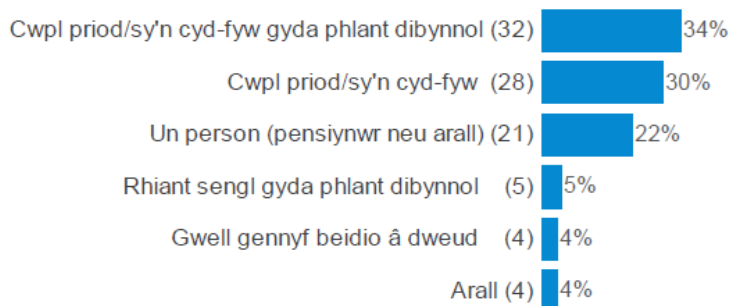 Cwpl priod/sy'n cyd-fyw gyda phlant dibynnol (32) 34%
Cwpl priod/sy'n cyd-fyw (28) 30%
Un person (pensiynwr neu arall) (21) 22%
Rhiant sengl gyda phlant dibynnol (5) 5%
Gwell gennyf beidio â dweud (4) 4%
Arall (4) 4%